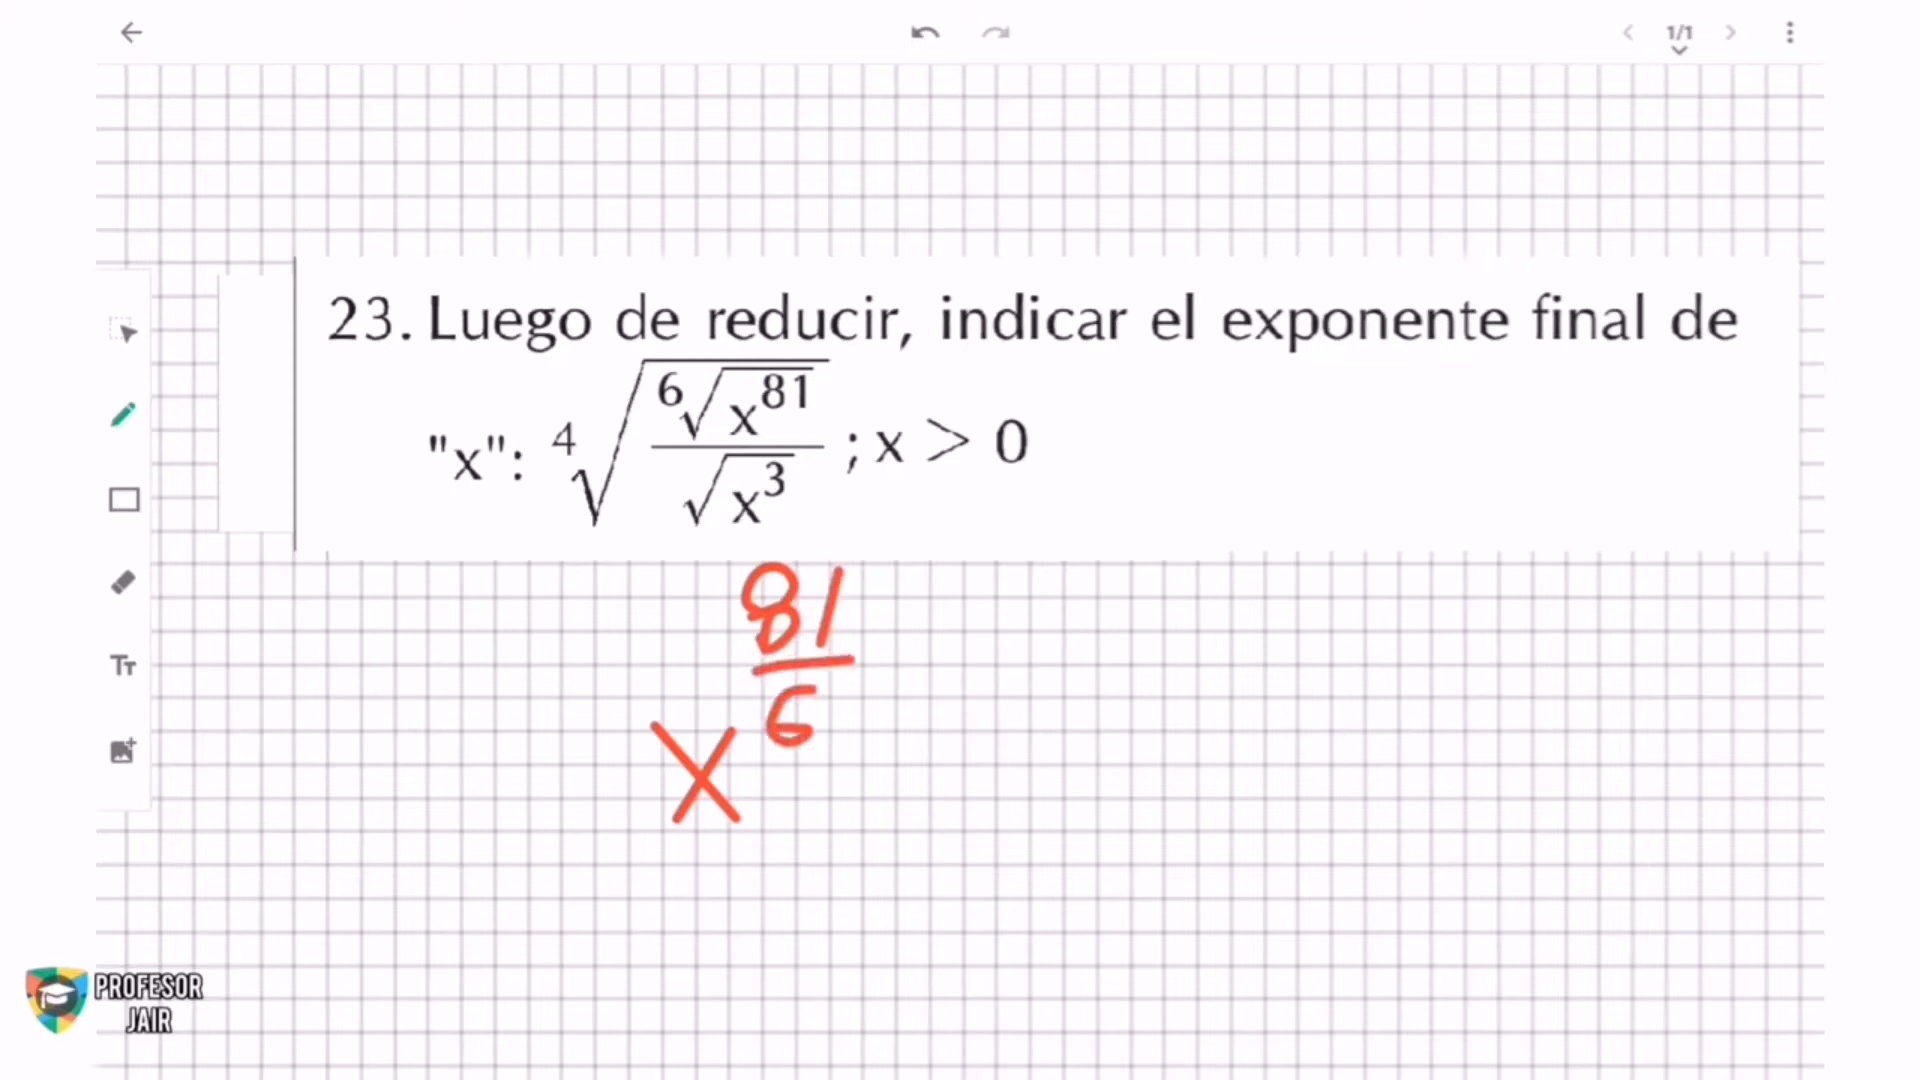 1/1
23. Luego de reducir, indicar el exponente final de
"x": ⁴√(⁶√x⁸¹ / √x³) ; x > 0
81
6
X
Tт
PROFESOR
JAIR